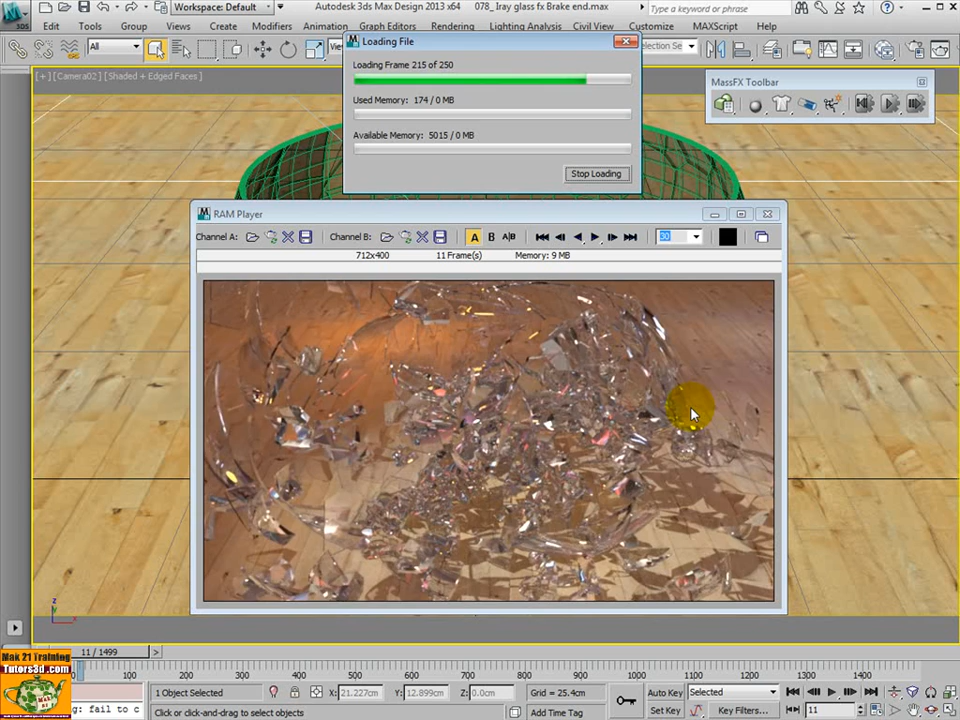 Workspace: Default
Autodesk 3ds Max Design 2013 x64
078_ Iray glass fx Brake end.max
Type a keyword or phrase
3DS
Edit Tools Group Views Create Modifiers Animation Graph Editors Rendering Lighting Analysis Civil View Customize MAXScript Help
All
View
Selection Se
[+] [Camera02] [Shaded + Edged Faces]
Loading File
Loading Frame 215 of 250
Used Memory: 174 / 0 MB
Available Memory: 5015 / 0 MB
Stop Loading
MassFX Toolbar
RAM Player
Channel A: Channel B: A B A|B 30
712x400 11 Frame(s) Memory: 9 MB
z
x
11 / 1499
Mak 21 Training
Tutors3d .com
100 200 300 400 500 600 700 800 900 1000 1100 1200 1300 1400
1 Object Selected X: 21.227cm Y: 12.899cm Z: 0.0cm Grid = 25.4cm Auto Key Selected
g: fail to c Click or click-and-drag to select objects Add Time Tag Set Key Key Filters... 11